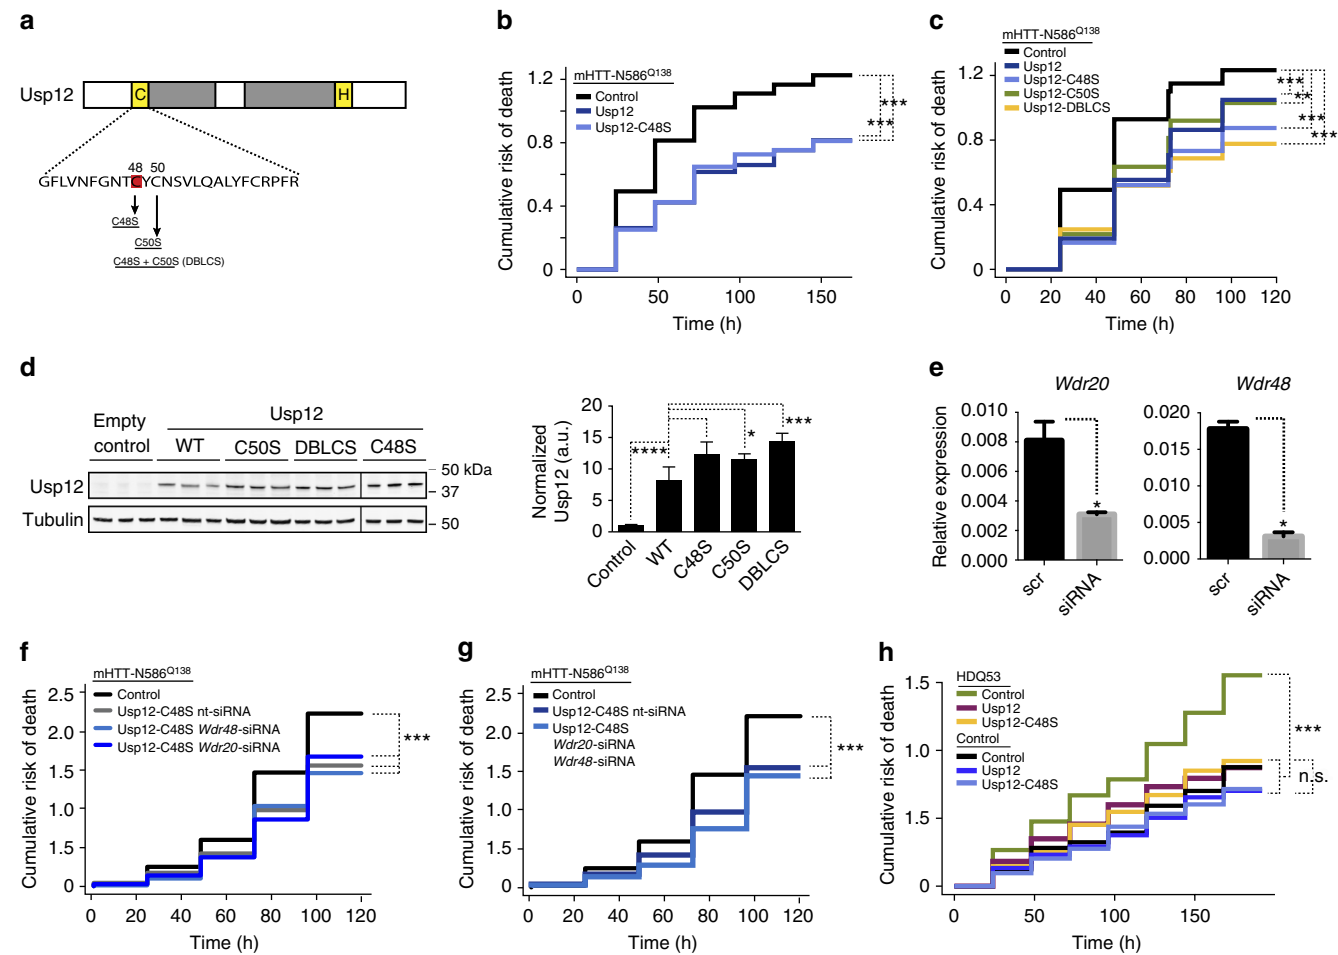 a
Usp12
C
H
48 50
GFLVNFGNTCYCNSVLQALYFCRPFR
C48S
C50S
C48S + C50S (DBLCS)
b
mHTT-N586Q138
Control
Usp12
Usp12-C48S
Cumulative risk of death
1.2
0.8
0.4
0
0 50 100 150
Time (h)
***
***
c
mHTT-N586Q138
Control
Usp12
Usp12-C48S
Usp12-C50S
Usp12-DBLCS
Cumulative risk of death
1.2
0.8
0.4
0
0 20 40 60 80 100 120
Time (h)
***
**
***
***
d
Usp12
Empty control
WT C50S DBLCS C48S
Usp12
Tubulin
50 kDa
37
50
Normalized Usp12 (a.u.)
20
15
10
5
0
****
*
***
Control WT C48S C50S DBLCS
e
Wdr20
Relative expression
0.010
0.008
0.006
0.004
0.002
0.000
*
scr siRNA
Wdr48
0.020
0.015
0.010
0.005
0.000
*
scr siRNA
f
mHTT-N586Q138
Control
Usp12-C48S nt-siRNA
Usp12-C48S Wdr48-siRNA
Usp12-C48S Wdr20-siRNA
Cumulative risk of death
2.5
2.0
1.5
1.0
1.5
0
0 20 40 60 80 100 120
Time (h)
***
g
mHTT-N586Q138
Control
Usp12-C48S nt-siRNA
Usp12-C48S
Wdr20-siRNA
Wdr48-siRNA
Cumulative risk of death
2.5
2.0
1.5
1.0
1.5
0
0 20 40 60 80 100 120
Time (h)
***
h
HDQ53
Control
Usp12
Usp12-C48S
Control
Control
Usp12
Usp12-C48S
Cumulative risk of death
1.5
1.0
1.5
0
0 50 100 150
Time (h)
***
n.s.